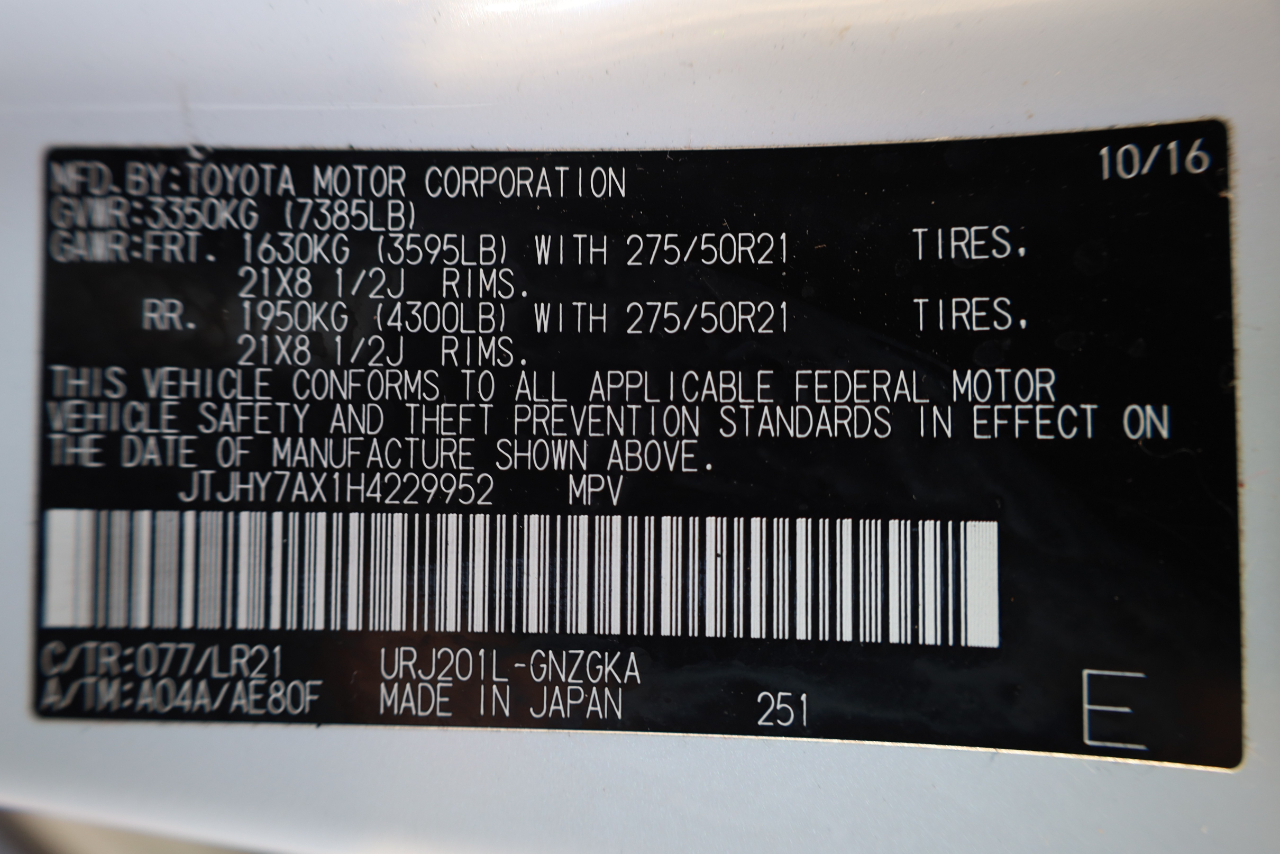 10/16
MFD.BY:TOYOTA MOTOR CORPORATION
GVWR:3350KG (7385LB)
GAWR:FRT. 1630KG (3595LB) WITH 275/50R21 TIRES,
21X8 1/2J RIMS.
RR. 1950KG (4300LB) WITH 275/50R21 TIRES,
21X8 1/2J RIMS.
THIS VEHICLE CONFORMS TO ALL APPLICABLE FEDERAL MOTOR
VEHICLE SAFETY AND THEFT PREVENTION STANDARDS IN EFFECT ON
THE DATE OF MANUFACTURE SHOWN ABOVE.
JTJHY7AX1H4229952 MPV
C/TR:077/LR21 URJ201L-GNZGKA
A/TM:A04A/AE80F MADE IN JAPAN 251 E